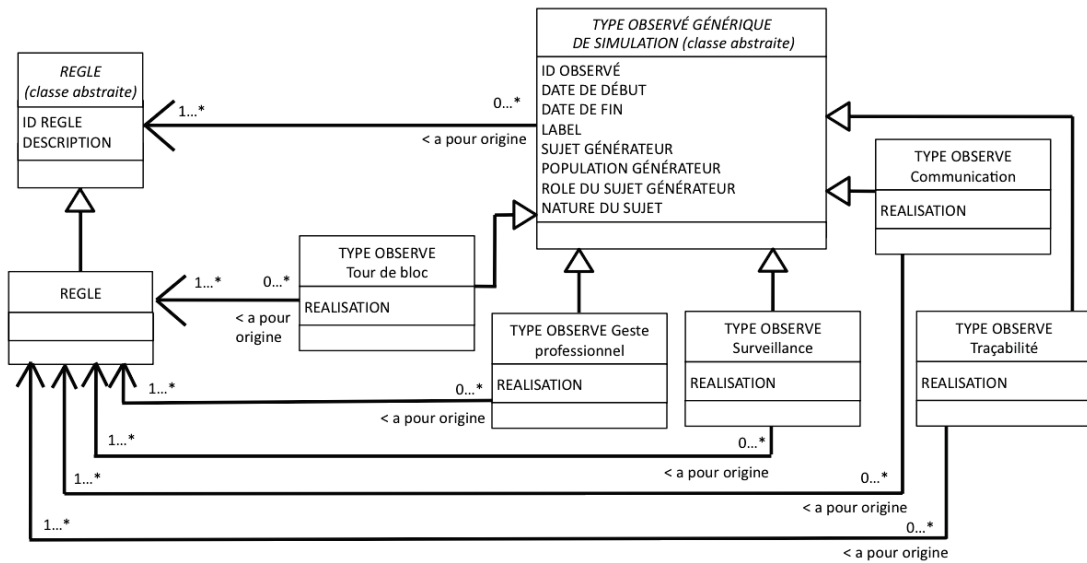 REGLE
(classe abstraite)
ID REGLE
DESCRIPTION
TYPE OBSERVÉ GÉNÉRIQUE
DE SIMULATION (classe abstraite)
ID OBSERVÉ
DATE DE DÉBUT
DATE DE FIN
LABEL
SUJET GÉNÉRATEUR
POPULATION GÉNÉRATEUR
ROLE DU SUJET GÉNÉRATEUR
NATURE DU SUJET
1...*
0...*
< a pour origine
TYPE OBSERVE
Communication
REALISATION
TYPE OBSERVE
Tour de bloc
REALISATION
REGLE
1...*
0...*
< a pour
origine
TYPE OBSERVE Geste
professionnel
REALISATION
TYPE OBSERVE
Surveillance
REALISATION
TYPE OBSERVE
Traçabilité
REALISATION
1...*
0...*
< a pour origine
1...*
0...*
< a pour origine
1...*
0...*
< a pour origine
1...*
0...*
< a pour origine